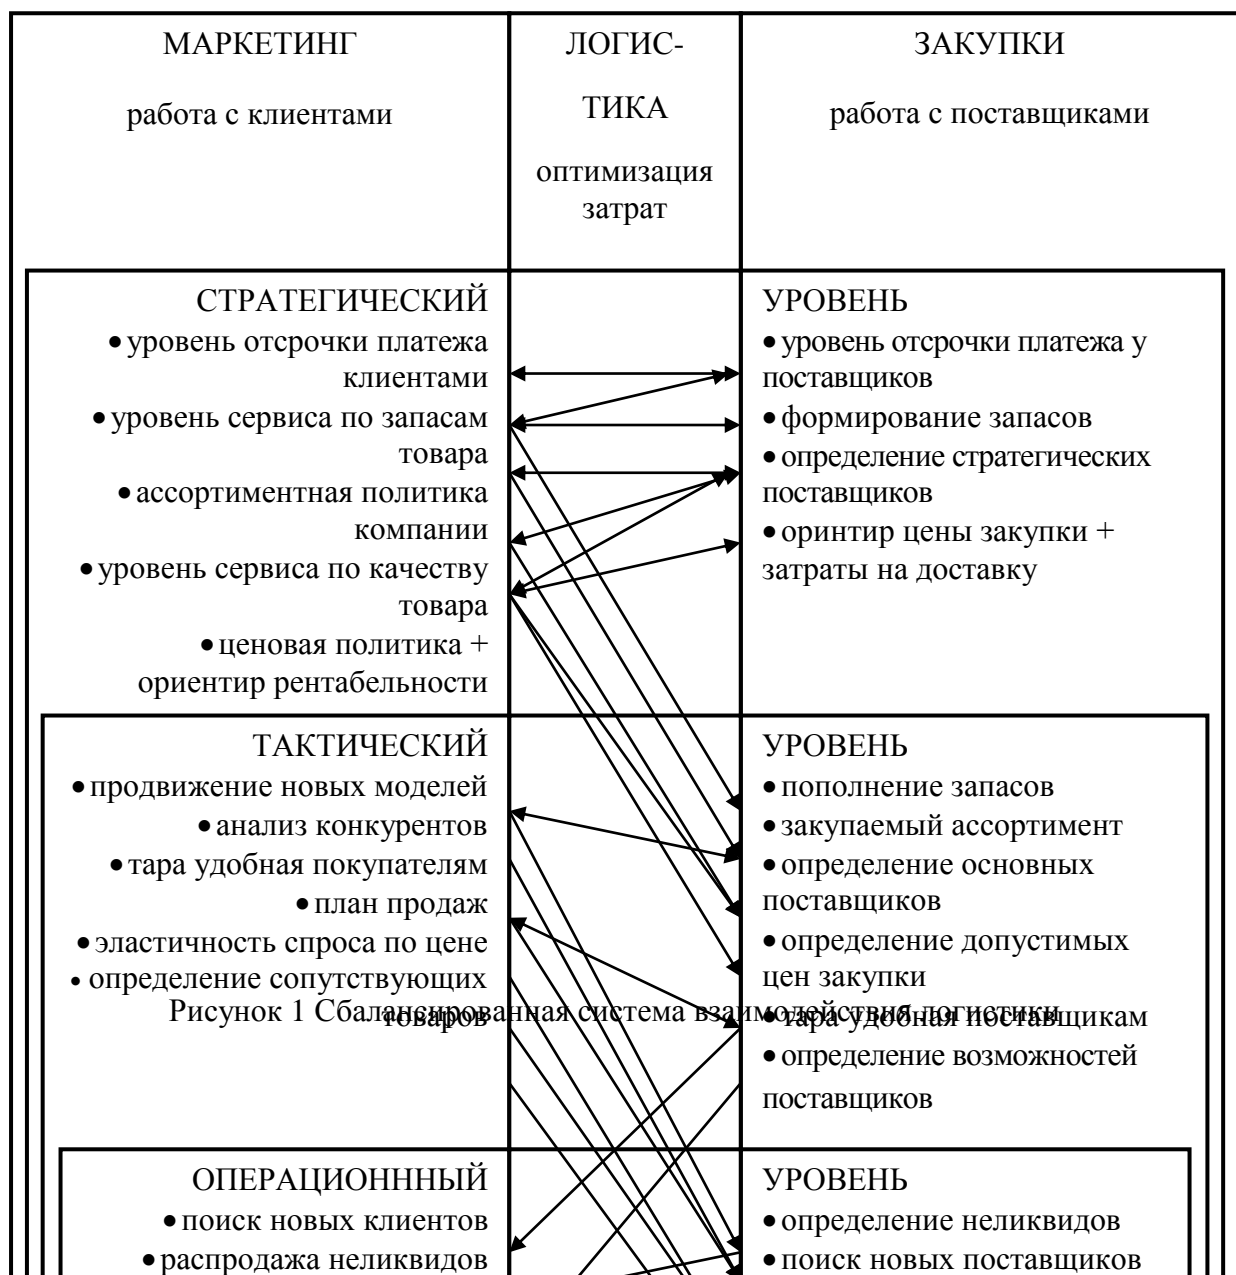 МАРКЕТИНГ
работа с клиентами
ЛОГИС-
ТИКА
оптимизация
затрат
ЗАКУПКИ
работа с поставщиками
СТРАТЕГИЧЕСКИЙ
• уровень отсрочки платежа
клиентами
• уровень сервиса по запасам
товара
• ассортиментная политика
компании
• уровень сервиса по качеству
товара
• ценовая политика +
ориентир рентабельности
УРОВЕНЬ
• уровень отсрочки платежа у
поставщиков
• формирование запасов
• определение стратегических
поставщиков
• оринтир цены закупки +
затраты на доставку
ТАКТИЧЕСКИЙ
• продвижение новых моделей
• анализ конкурентов
• тара удобная покупателям
• план продаж
• эластичность спроса по цене
• определение сопутствующих
товаров
УРОВЕНЬ
• пополнение запасов
• закупаемый ассортимент
• определение основных
поставщиков
• определение допустимых
цен закупки
• тара удобная поставщикам
• определение возможностей
поставщиков
Рисунок 1 Сбалансированная система взаимодействия логистики
ОПЕРАЦИОНННЫЙ
• поиск новых клиентов
• распродажа неликвидов
УРОВЕНЬ
• определение неликвидов
• поиск новых поставщиков